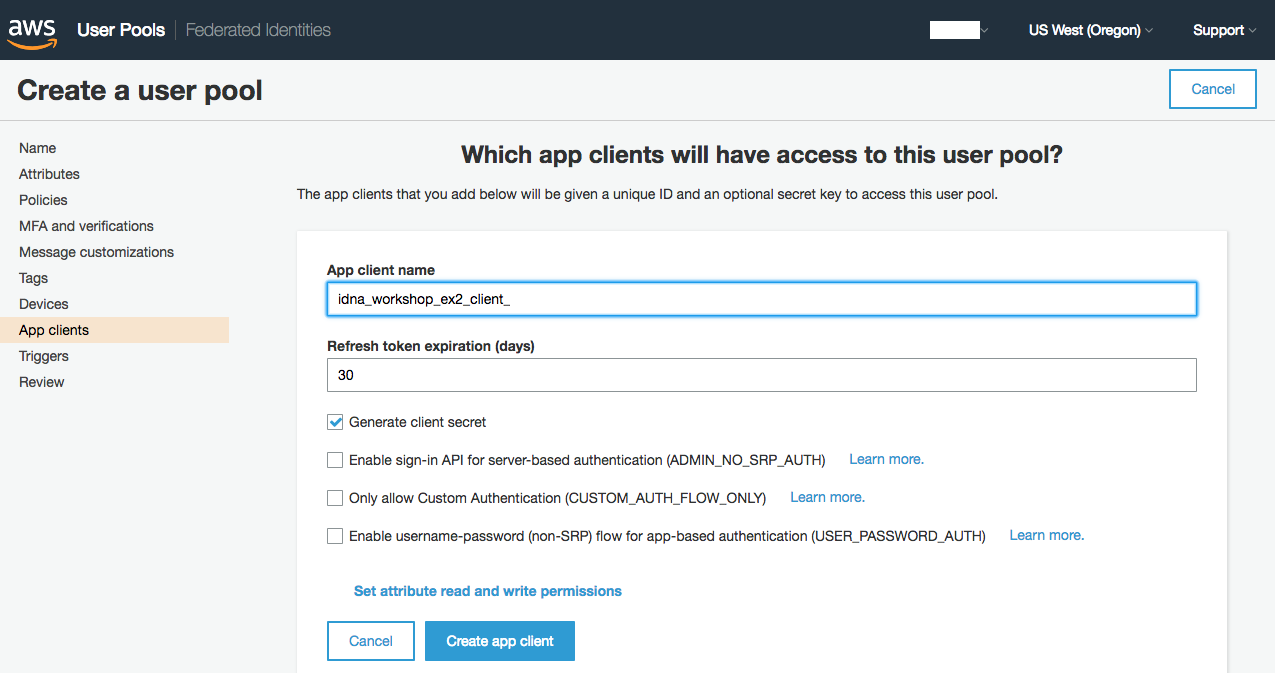 aws User Pools Federated Identities US West (Oregon) Support
Create a user pool Cancel
Name
Attributes
Policies
MFA and verifications
Message customizations
Tags
Devices
App clients
Triggers
Review
Which app clients will have access to this user pool?
The app clients that you add below will be given a unique ID and an optional secret key to access this user pool.
App client name
idna_workshop_ex2_client_
Refresh token expiration (days)
30
Generate client secret
Enable sign-in API for server-based authentication (ADMIN_NO_SRP_AUTH) Learn more.
Only allow Custom Authentication (CUSTOM_AUTH_FLOW_ONLY) Learn more.
Enable username-password (non-SRP) flow for app-based authentication (USER_PASSWORD_AUTH) Learn more.
Set attribute read and write permissions
Cancel Create app client